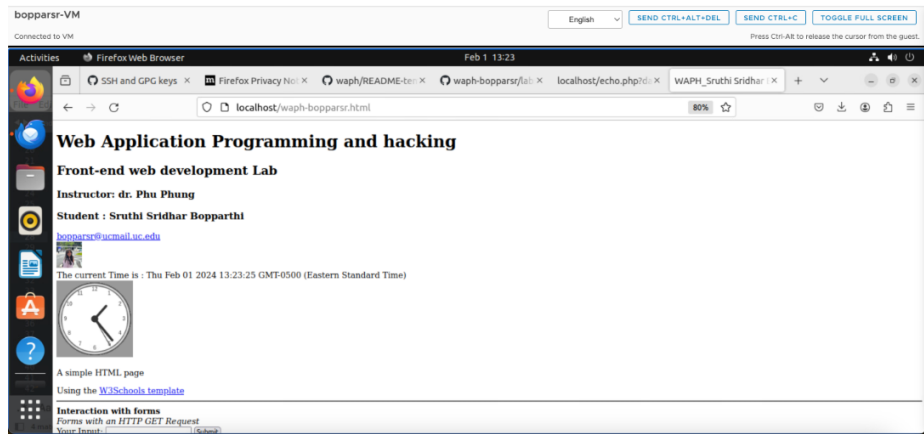 bopparsr-VM
English
SEND CTRL+ALT+DEL
SEND CTRL+C
TOGGLE FULL SCREEN
Connected to VM
Press Ctrl-Alt to release the cursor from the guest.
Activities
Firefox Web Browser
Feb 1 13:23
SSH and GPG keys
Firefox Privacy Not
waph/README-tem
waph-bopparsr/lab
localhost/echo.php?da
WAPH_Sruthi Sridhar
localhost/waph-bopparsr.html
80%
Web Application Programming and hacking
Front-end web development Lab
Instructor: dr. Phu Phung
Student : Sruthi Sridhar Bopparthi
bopparsr@ucmail.uc.edu
The current Time is : Thu Feb 01 2024 13:23:25 GMT-0500 (Eastern Standard Time)
A simple HTML page
Using the W3Schools template
Interaction with forms
Forms with an HTTP GET Request
Your Input:
Submit